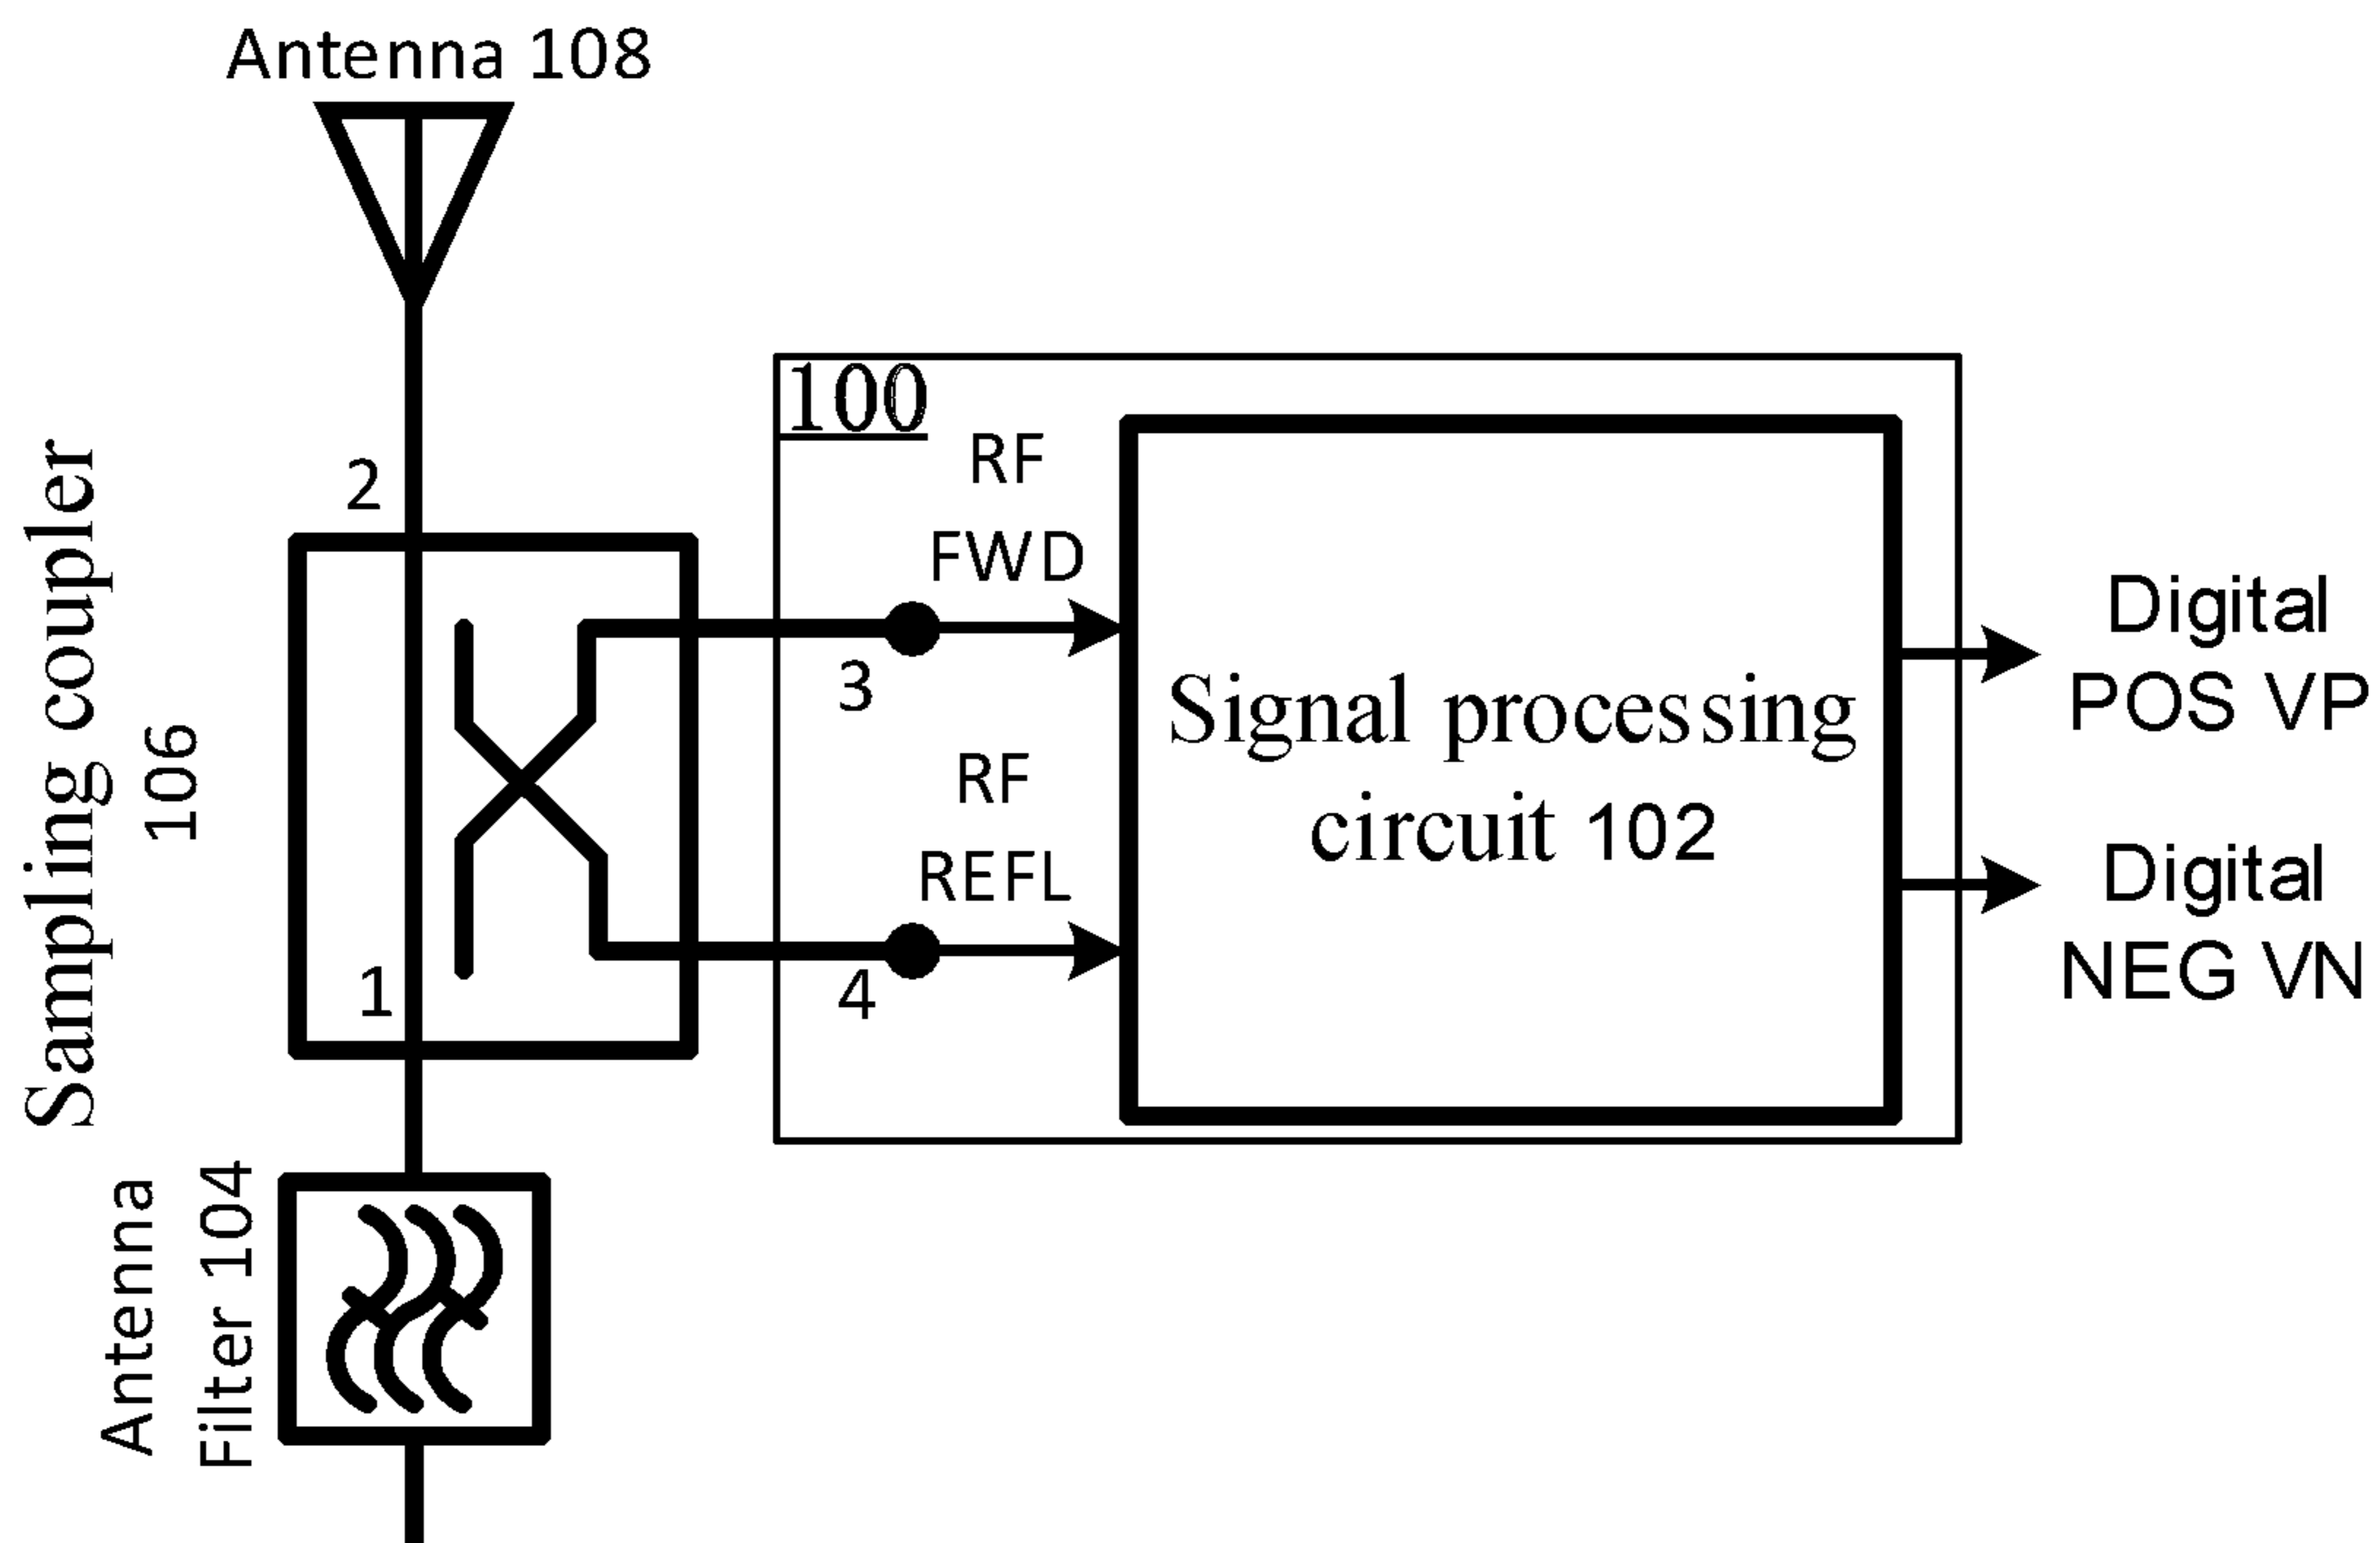 Antenna 108
100
RF
FWD
2
Sampling coupler
106
3
Signal processing
circuit 102
Digital
POS VP
RF
REFL
Digital
NEG VN
1
4
Antenna
Filter 104